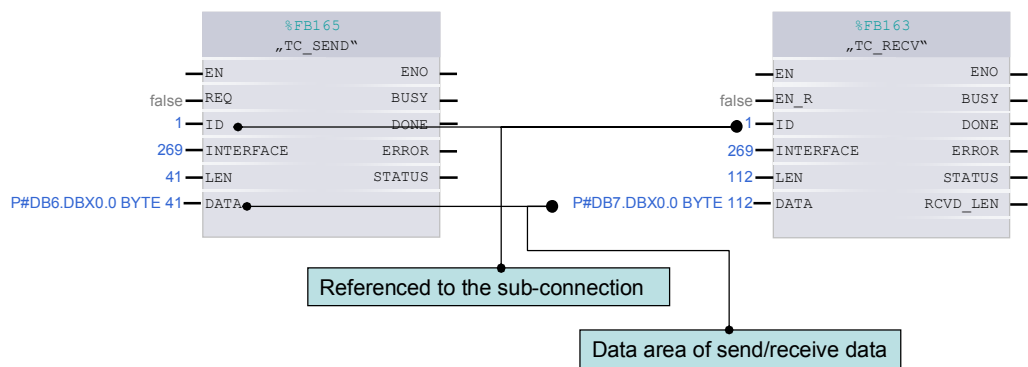 %FB165
„TC_SEND“
EN ENO
false REQ BUSY
1 ID DONE
269 INTERFACE ERROR
41 LEN STATUS
P#DB6.DBX0.0 BYTE 41 DATA
%FB163
„TC_RECV“
EN ENO
false EN_R BUSY
1 ID DONE
269 INTERFACE ERROR
112 LEN STATUS
P#DB7.DBX0.0 BYTE 112 DATA RCVD_LEN
Referenced to the sub-connection
Data area of send/receive data